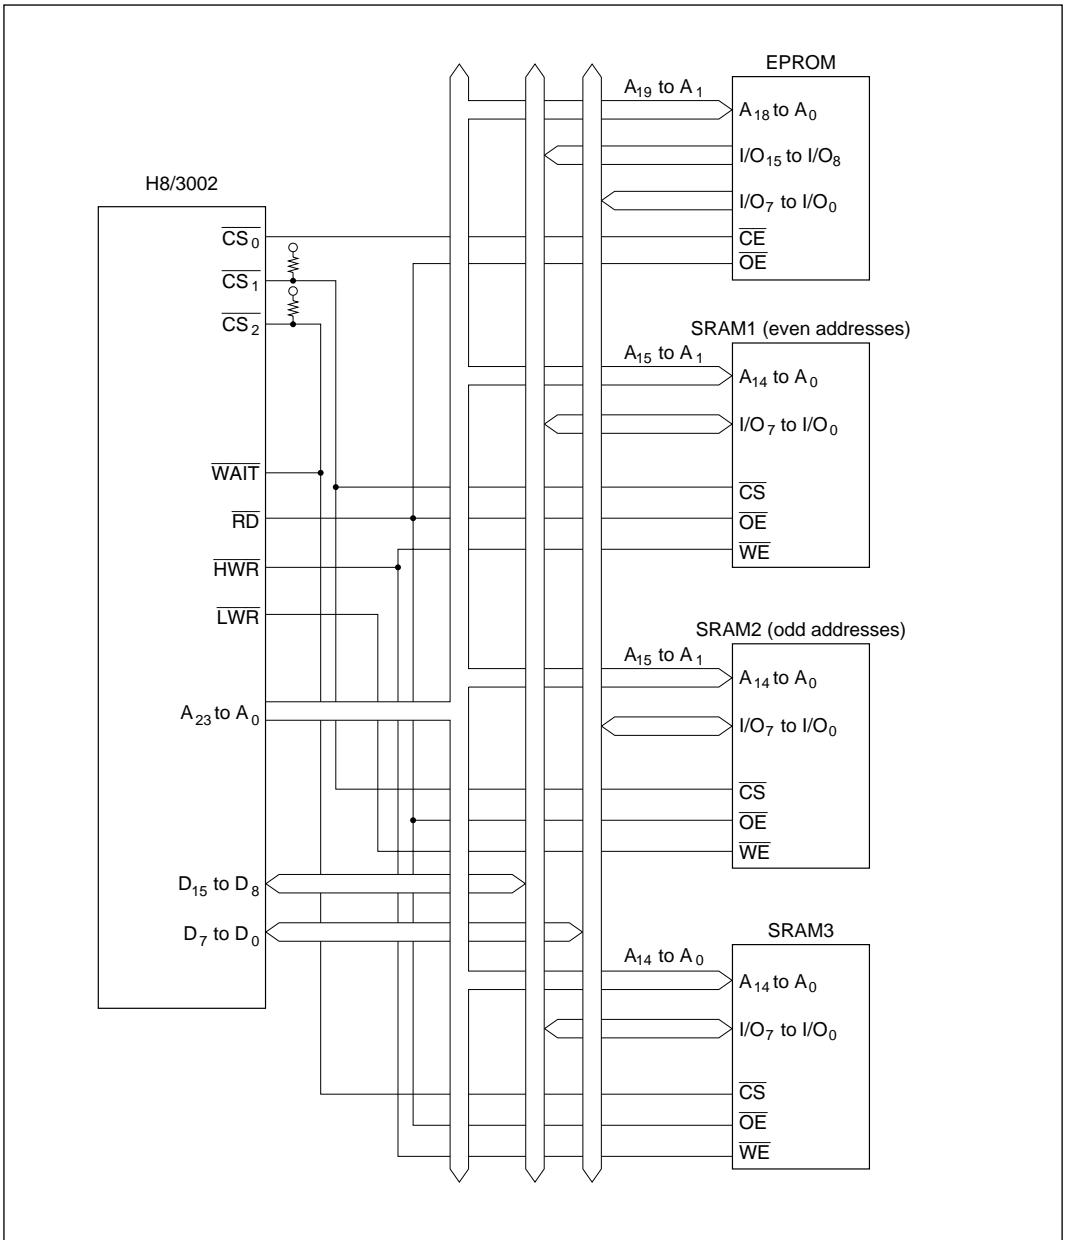 H8/3002
CS0
CS1
CS2
WAIT
RD
HWR
LWR
A23 to A0
D15 to D8
D7 to D0
EPROM
A19 to A1
A18 to A0
I/O15 to I/O8
I/O7 to I/O0
CE
OE
SRAM1 (even addresses)
A15 to A1
A14 to A0
I/O7 to I/O0
CS
OE
WE
SRAM2 (odd addresses)
A15 to A1
A14 to A0
I/O7 to I/O0
CS
OE
WE
SRAM3
A14 to A0
A14 to A0
I/O7 to I/O0
CS
OE
WE